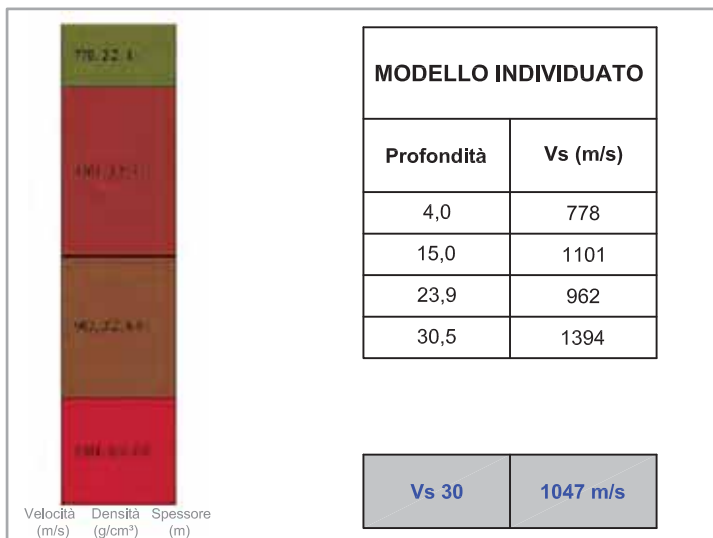 MODELLO INDIVIDUATO
Profondità Vs (m/s)
4,0 778
15,0 1101
23,9 962
30,5 1394
Vs 30 1047 m/s
Velocità Densità Spessore
(m/s) (g/cm³) (m)